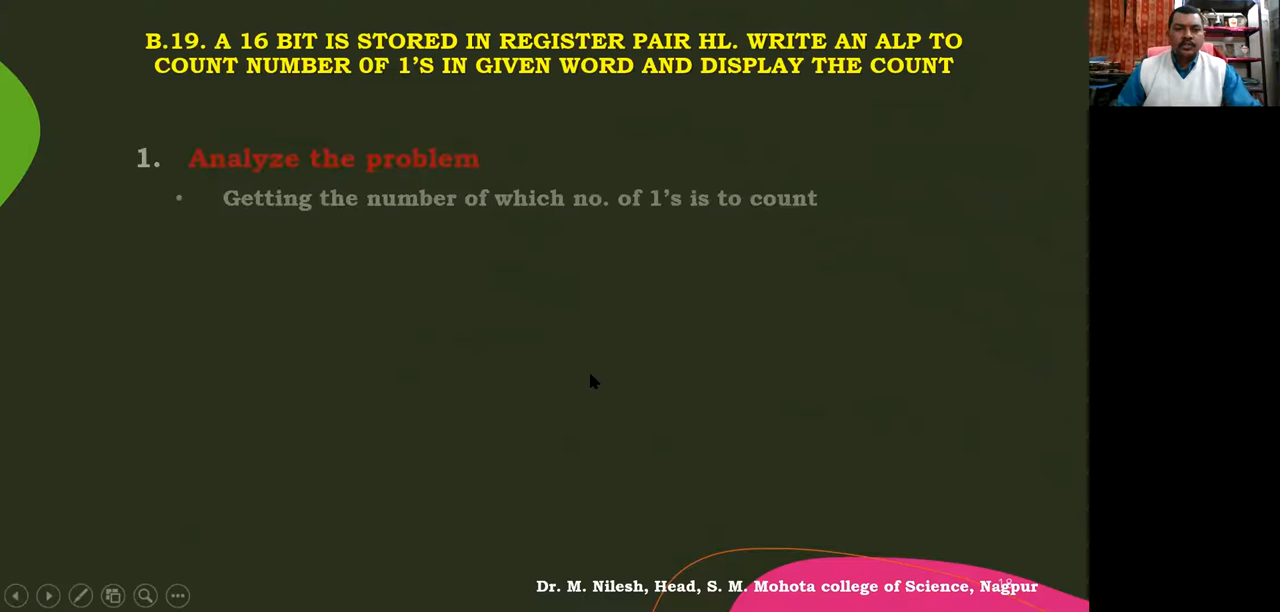 B.19. A 16 BIT IS STORED IN REGISTER PAIR HL. WRITE AN ALP TO
COUNT NUMBER 0F 1’S IN GIVEN WORD AND DISPLAY THE COUNT
1. Analyze the problem
• Getting the number of which no. of 1’s is to count
18
Dr. M. Nilesh, Head, S. M. Mohota college of Science, Nagpur